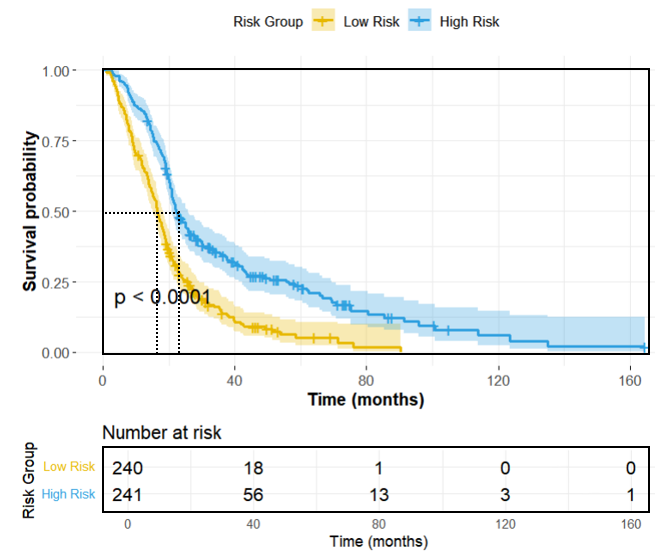 Risk Group Low Risk High Risk
1.00
0.75
0.50
0.25
0.00
Survival probability
p < 0.0001
0 40 80 120 160
Time (months)
Number at risk
Risk Group
Low Risk 240 18 1 0 0
High Risk 241 56 13 3 1
0 40 80 120 160
Time (months)